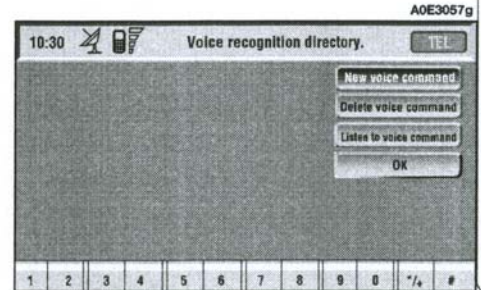 A0E3057g
10:30 Voice recognition directory. TEL
New voice command
Delete voice command
Listen to voice command
OK
1 2 3 4 5 6 7 8 9 0 */+ #